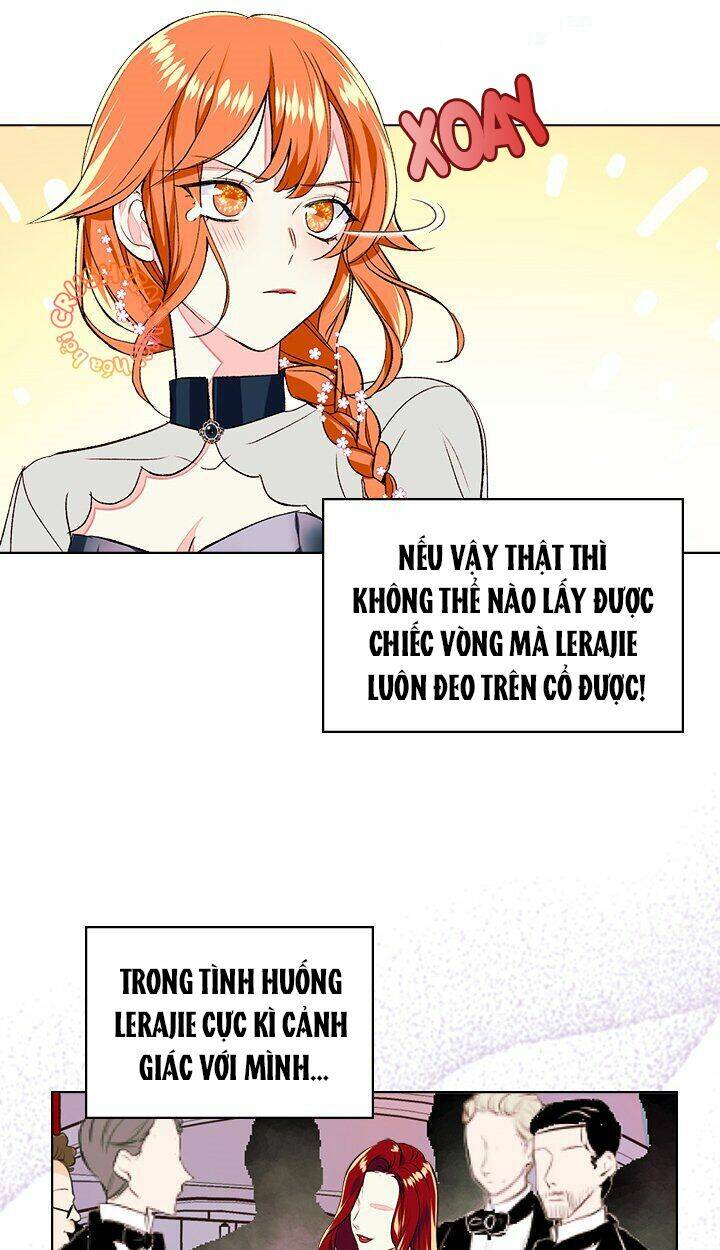 XOAY
NẾU VẬY THẬT THÌ
KHÔNG THỂ NÀO LẤY ĐƯỢC
CHIẾC VÒNG MÀ LERAJIE
LUÔN ĐEO TRÊN CỔ ĐƯỢC!
TRONG TÌNH HUỐNG
LERAJIE CỰC KÌ CẢNH
GIÁC VỚI MÌNH...